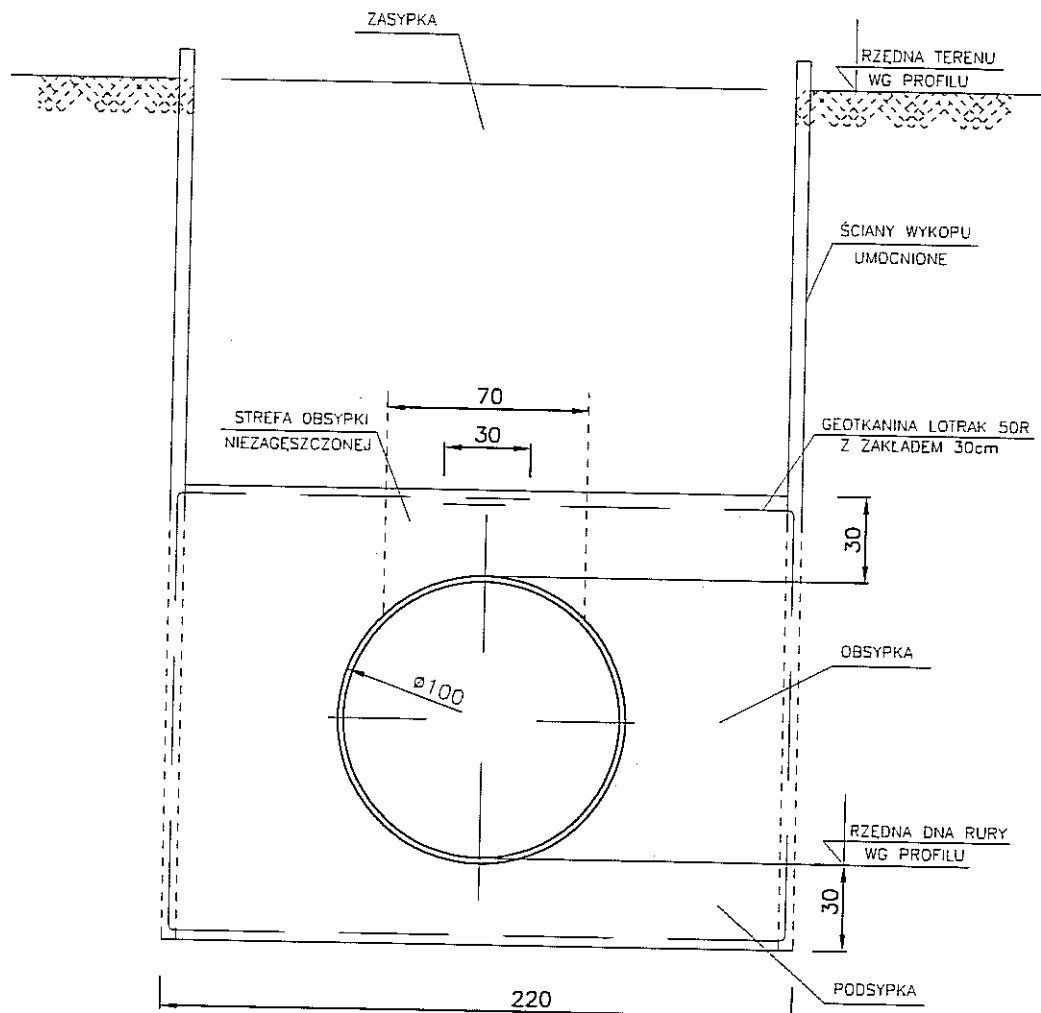 ZASYPKA
RZĘDNA TERENU
WG PROFILU
ŚCIANY WYKOPU
UMOCNIONE
70
STREFA OBSYPKI
NIEZAGĘSZCZONEJ
30
GEOTKANINA LOTRAK 50R
Z ZAKŁADEM 30cm
30
OBSYPKA
ø100
RZĘDNA DNA RURY
WG PROFILU
30
PODSYPKA
220